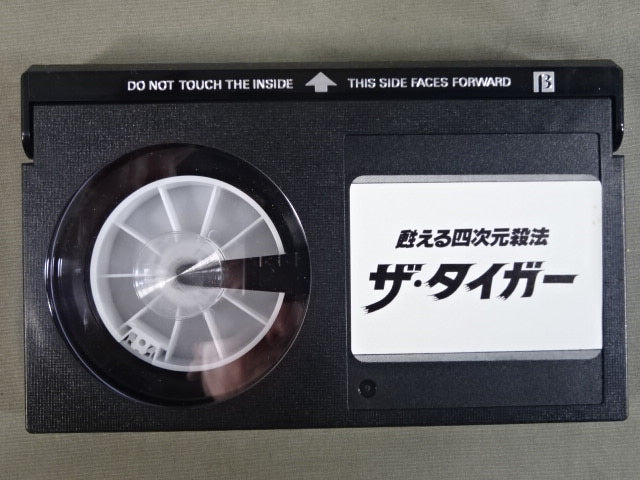 DO NOT TOUCH THE INSIDE THIS SIDE FACES FORWARD β
甦える四次元殺法
ザ・タイガー